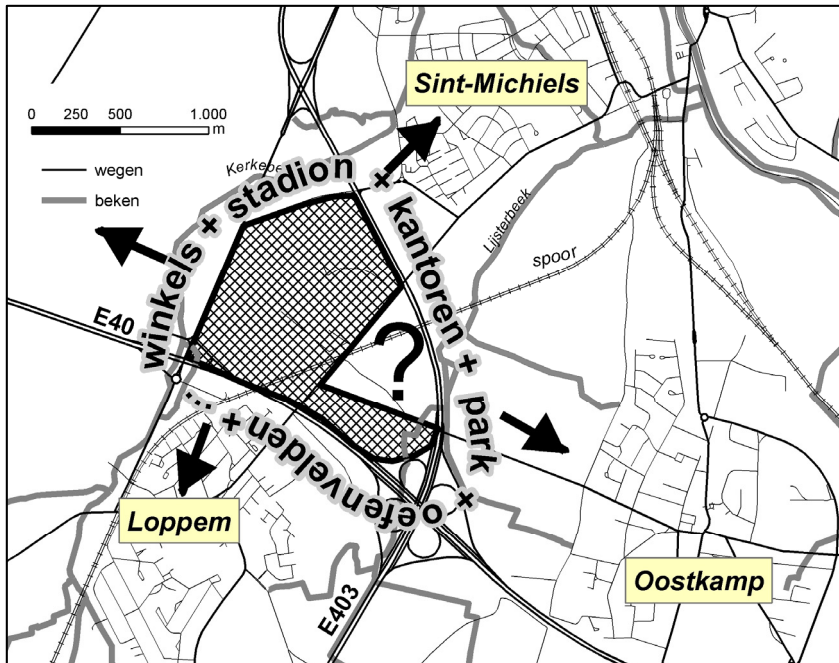 Sint-Michiels
0 250 500 1.000
m
wegen
beken
winkels + stadion + kantoren + park + oefenvelden + ...
Lijsterbeek
spoor
E40
?
Loppem
Oostkamp
E403